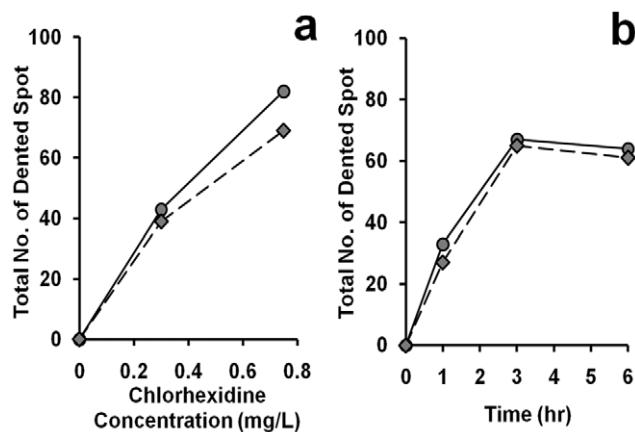 a
100
80
60
40
20
0
Total No. of Dented Spot
0 0.2 0.4 0.6 0.8
Chlorhexidine
Concentration (mg/L)
b
100
80
60
40
20
0
Total No. of Dented Spot
0 1 2 3 4 5 6
Time (hr)